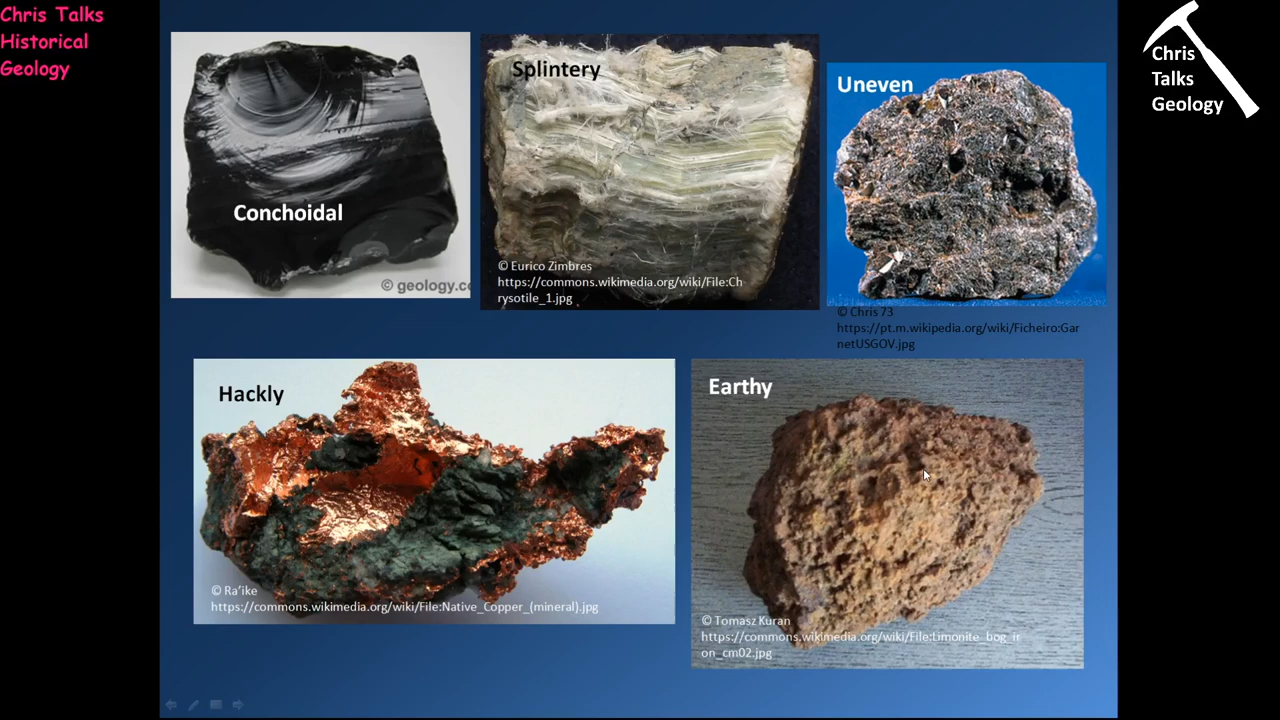 Chris Talks
Historical
Geology
Chris
Talks
Geology
Conchoidal
© geology.co
Splintery
© Eurico Zimbres
https://commons.wikimedia.org/wiki/File:Ch
rysotile_1.jpg
Uneven
© Chris 73
https://pt.m.wikipedia.org/wiki/Ficheiro:Gar
netUSGOV.jpg
Hackly
© Ra’ike
https://commons.wikimedia.org/wiki/File:Native_Copper_(mineral).jpg
Earthy
© Tomasz Kuran
https://commons.wikimedia.org/wiki/File:Limonite_bog_ir
on_cm02.jpg